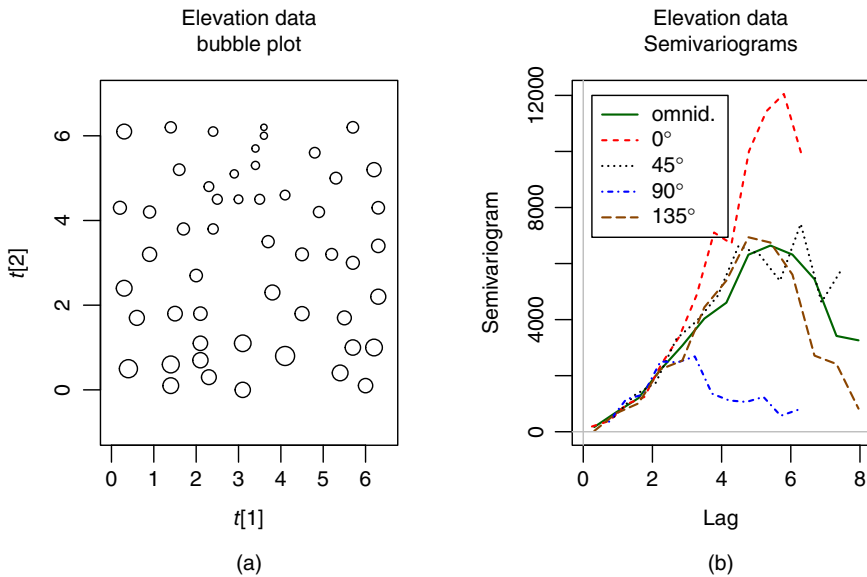 Elevation data
bubble plot
6
4
2
0
t[2]
0 1 2 3 4 5 6
t[1]
(a)
Elevation data
Semivariograms
12000
8000
4000
0
Semivariogram
omnid.
0°
45°
90°
135°
0 2 4 6 8
Lag
(b)